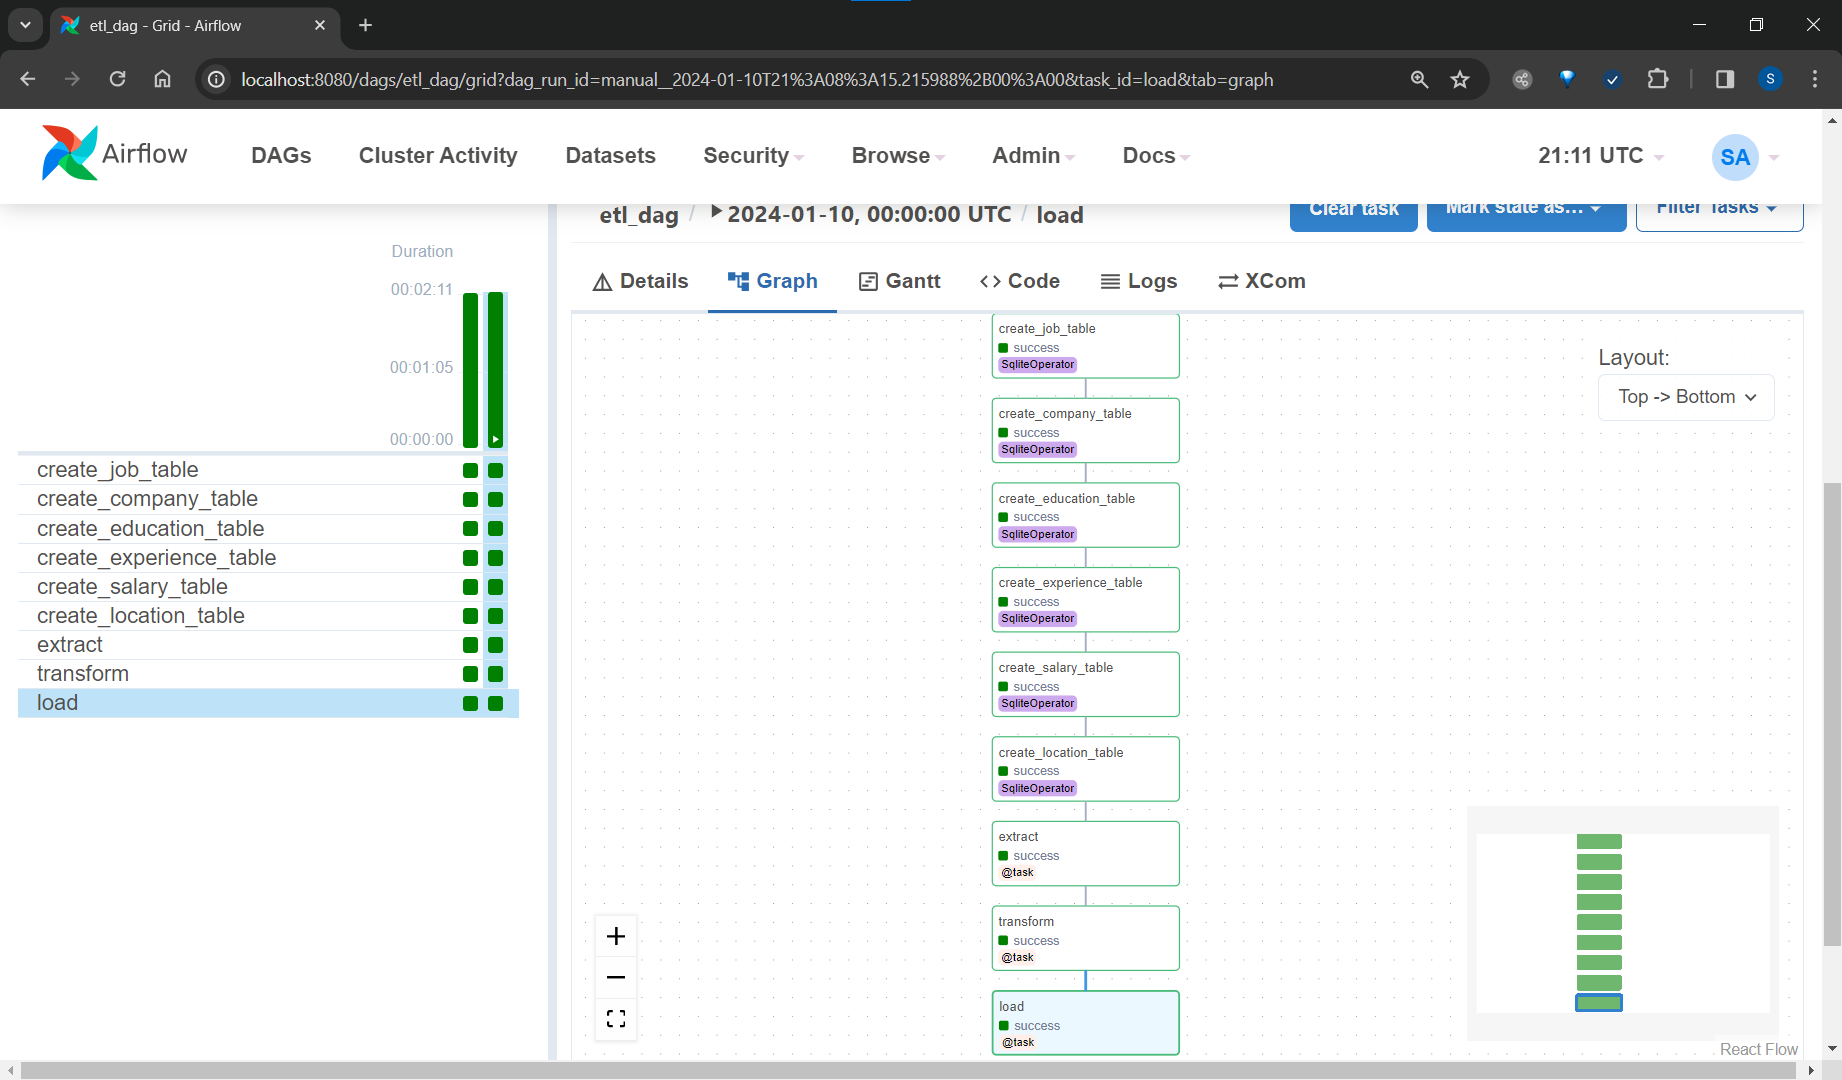 etl_dag - Grid - Airflow
localhost:8080/dags/etl_dag/grid?dag_run_id=manual__2024-01-10T21%3A08%3A15.215988%2B00%3A00&task_id=load&tab=graph
S
Airflow
DAGs
Cluster Activity
Datasets
Security
Browse
Admin
Docs
21:11 UTC
SA
etl_dag / 2024-01-10, 00:00:00 UTC / load
Clear task
Mark state as...
Filter Tasks
Duration
00:02:11
00:01:05
00:00:00
create_job_table
create_company_table
create_education_table
create_experience_table
create_salary_table
create_location_table
extract
transform
load
Details
Graph
Gantt
Code
Logs
XCom
create_job_table
success
SqliteOperator
create_company_table
success
SqliteOperator
create_education_table
success
SqliteOperator
create_experience_table
success
SqliteOperator
create_salary_table
success
SqliteOperator
create_location_table
success
SqliteOperator
extract
success
@task
transform
success
@task
load
success
@task
Layout:
Top -> Bottom
React Flow